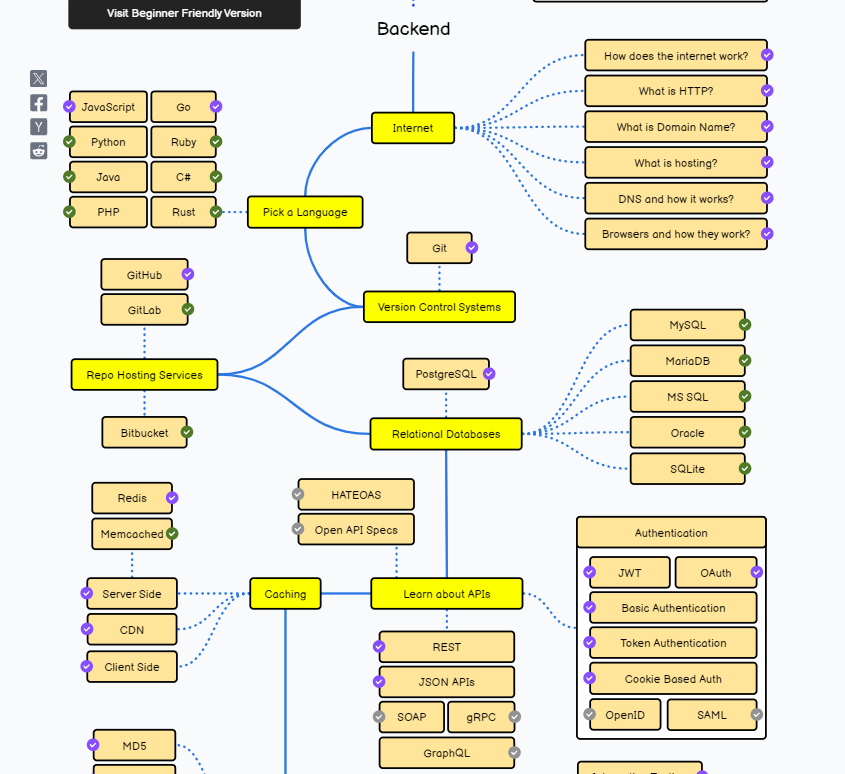 Visit Beginner Friendly Version
Backend
How does the internet work?
What is HTTP?
What is Domain Name?
What is hosting?
DNS and how it works?
Browsers and how they work?
Internet
JavaScript
Go
Python
Ruby
Java
C#
PHP
Rust
Pick a Language
Git
Version Control Systems
GitHub
GitLab
Repo Hosting Services
Bitbucket
PostgreSQL
Relational Databases
MySQL
MariaDB
MS SQL
Oracle
SQLite
Redis
Memcached
Server Side
CDN
Client Side
Caching
HATEOAS
Open API Specs
Learn about APIs
REST
JSON APIs
SOAP
gRPC
GraphQL
Authentication
JWT
OAuth
Basic Authentication
Token Authentication
Cookie Based Auth
OpenID
SAML
MD5